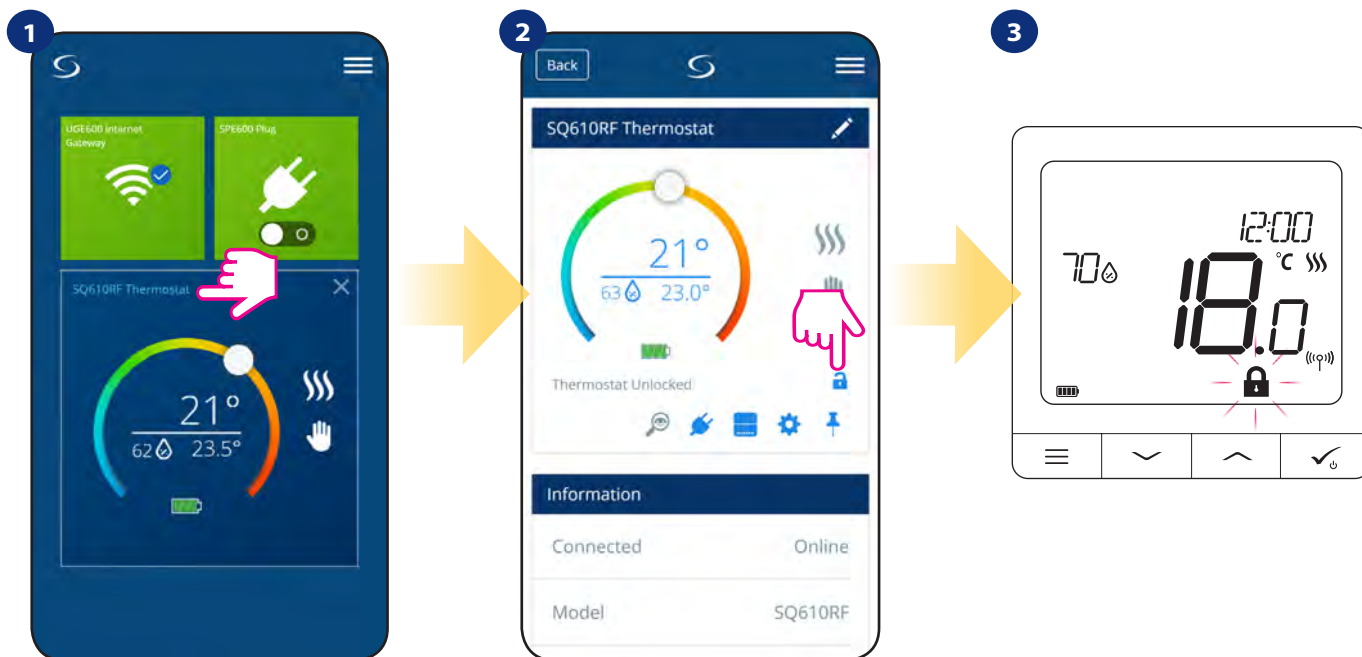 1
UGE600 Internet
Gateway
SPE600 Plug
SQ610RF Thermostat
21°
62 23.5°
2
Back
SQ610RF Thermostat
21°
63 23.0°
Thermostat Unlocked
Information
Connected Online
Model SQ610RF
3
12:00
70 °C
18.0